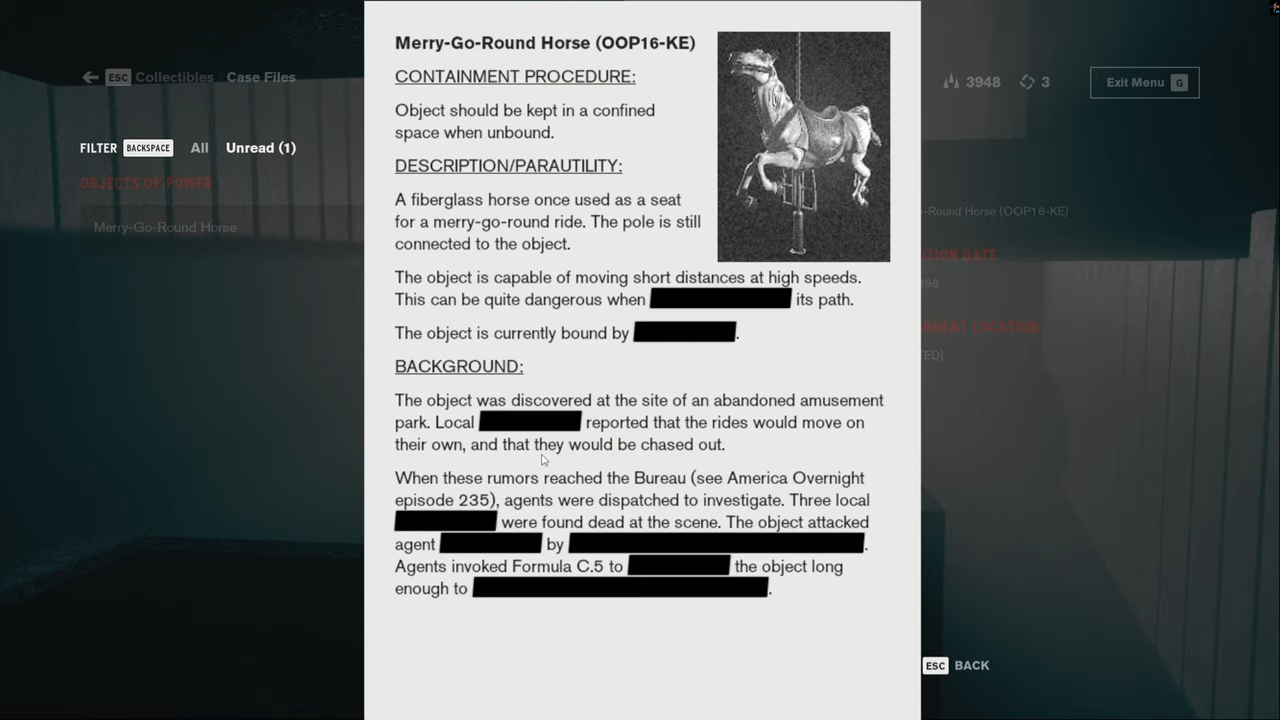 Merry-Go-Round Horse (OOP16-KE)
CONTAINMENT PROCEDURE:
Object should be kept in a confined
space when unbound.
DESCRIPTION/PARAUTILITY:
A fiberglass horse once used as a seat
for a merry-go-round ride. The pole is still
connected to the object.
The object is capable of moving short distances at high speeds.
This can be quite dangerous when its path.
The object is currently bound by .
BACKGROUND:
The object was discovered at the site of an abandoned amusement
park. Local reported that the rides would move on
their own, and that they would be chased out.
When these rumors reached the Bureau (see America Overnight
episode 235), agents were dispatched to investigate. Three local
were found dead at the scene. The object attacked
agent by .
Agents invoked Formula C.5 to the object long
enough to .
ESC Collectibles / Case Files
FILTER BACKSPACE All Unread (1)
OBJECTS OF POWER
Merry-Go-Round Horse
3948 3 Exit Menu G
-Round Horse (OOP16-KE)
TION DATE
98
RMENT LOCATION
TED]
ESC BACK